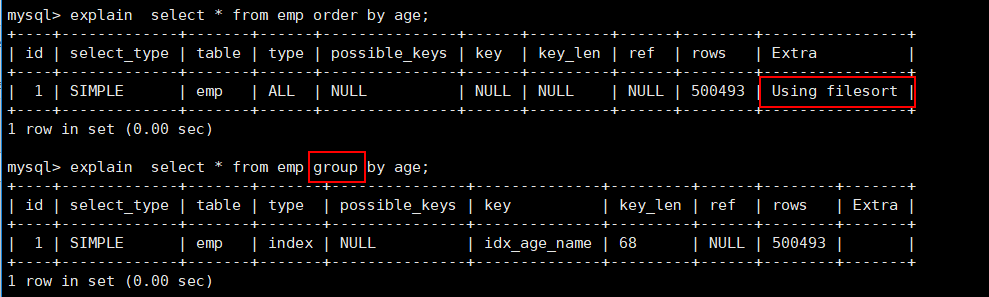 mysql> explain  select * from emp order by age;
+----+-------------+-------+------+---------------+------+---------+------+--------+----------------+
| id | select_type | table | type | possible_keys | key  | key_len | ref  | rows   | Extra          |
+----+-------------+-------+------+---------------+------+---------+------+--------+----------------+
|  1 | SIMPLE      | emp   | ALL  | NULL          | NULL | NULL    | NULL | 500493 | Using filesort |
+----+-------------+-------+------+---------------+------+---------+------+--------+----------------+
1 row in set (0.00 sec)
mysql> explain  select * from emp group by age;
+----+-------------+-------+-------+---------------+--------------+---------+------+--------+-------+
| id | select_type | table | type  | possible_keys | key          | key_len | ref  | rows   | Extra |
+----+-------------+-------+-------+---------------+--------------+---------+------+--------+-------+
|  1 | SIMPLE      | emp   | index | NULL          | idx_age_name | 68      | NULL | 500493 |       |
+----+-------------+-------+-------+---------------+--------------+---------+------+--------+-------+
1 row in set (0.00 sec)